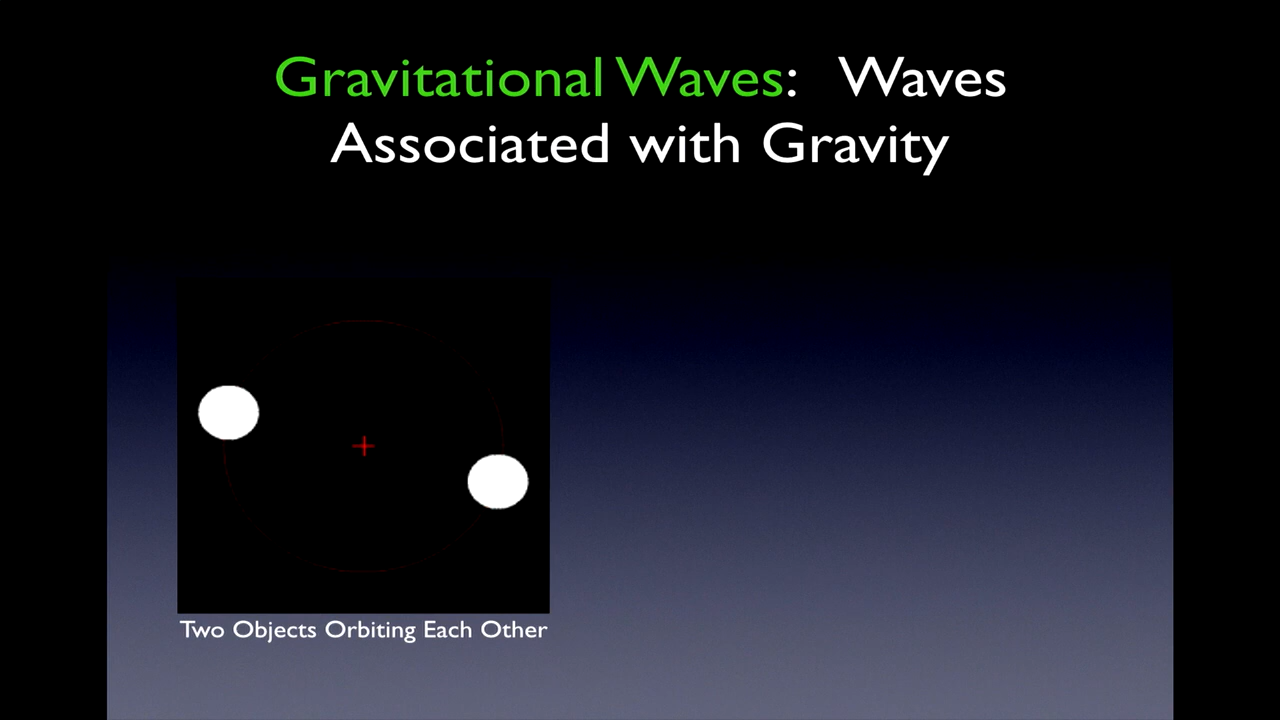 Gravitational Waves: Waves
Associated with Gravity
Two Objects Orbiting Each Other